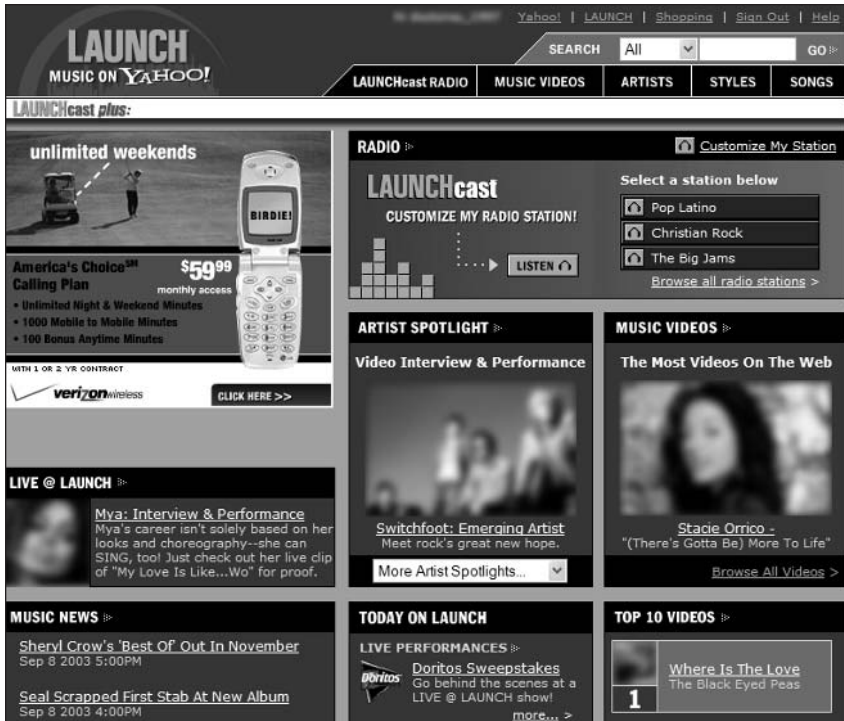 Yahoo! | LAUNCH | Shopping | Sign Out | Help
LAUNCH
MUSIC ON YAHOO!
SEARCH All GO
LAUNCHcast RADIO MUSIC VIDEOS ARTISTS STYLES SONGS
LAUNCHcast plus:
unlimited weekends
BIRDIE!
America's Choice℠
Calling Plan
$59⁹⁹
monthly access
• Unlimited Night & Weekend Minutes
• 1000 Mobile to Mobile Minutes
• 100 Bonus Anytime Minutes
WITH 1 OR 2 YR CONTRACT
verizon wireless
CLICK HERE >>
RADIO
Customize My Station
LAUNCHcast
CUSTOMIZE MY RADIO STATION!
LISTEN
Select a station below
Pop Latino
Christian Rock
The Big Jams
Browse all radio stations >
ARTIST SPOTLIGHT
Video Interview & Performance
Switchfoot: Emerging Artist
Meet rock's great new hope.
More Artist Spotlights...
MUSIC VIDEOS
The Most Videos On The Web
Stacie Orrico -
"(There's Gotta Be) More To Life"
Browse All Videos >
LIVE @ LAUNCH
Mya: Interview & Performance
Mya's career isn't solely based on her
looks and choreography--she can
SING, too! Just check out her live clip
of "My Love Is Like...Wo" for proof.
MUSIC NEWS
Sheryl Crow's 'Best Of' Out In November
Sep 8 2003 5:00PM
Seal Scrapped First Stab At New Album
Sep 8 2003 4:00PM
TODAY ON LAUNCH
LIVE PERFORMANCES
Doritos
Doritos Sweepstakes
Go behind the scenes at a
LIVE @ LAUNCH show!
more... >
TOP 10 VIDEOS
1
Where Is The Love
The Black Eyed Peas